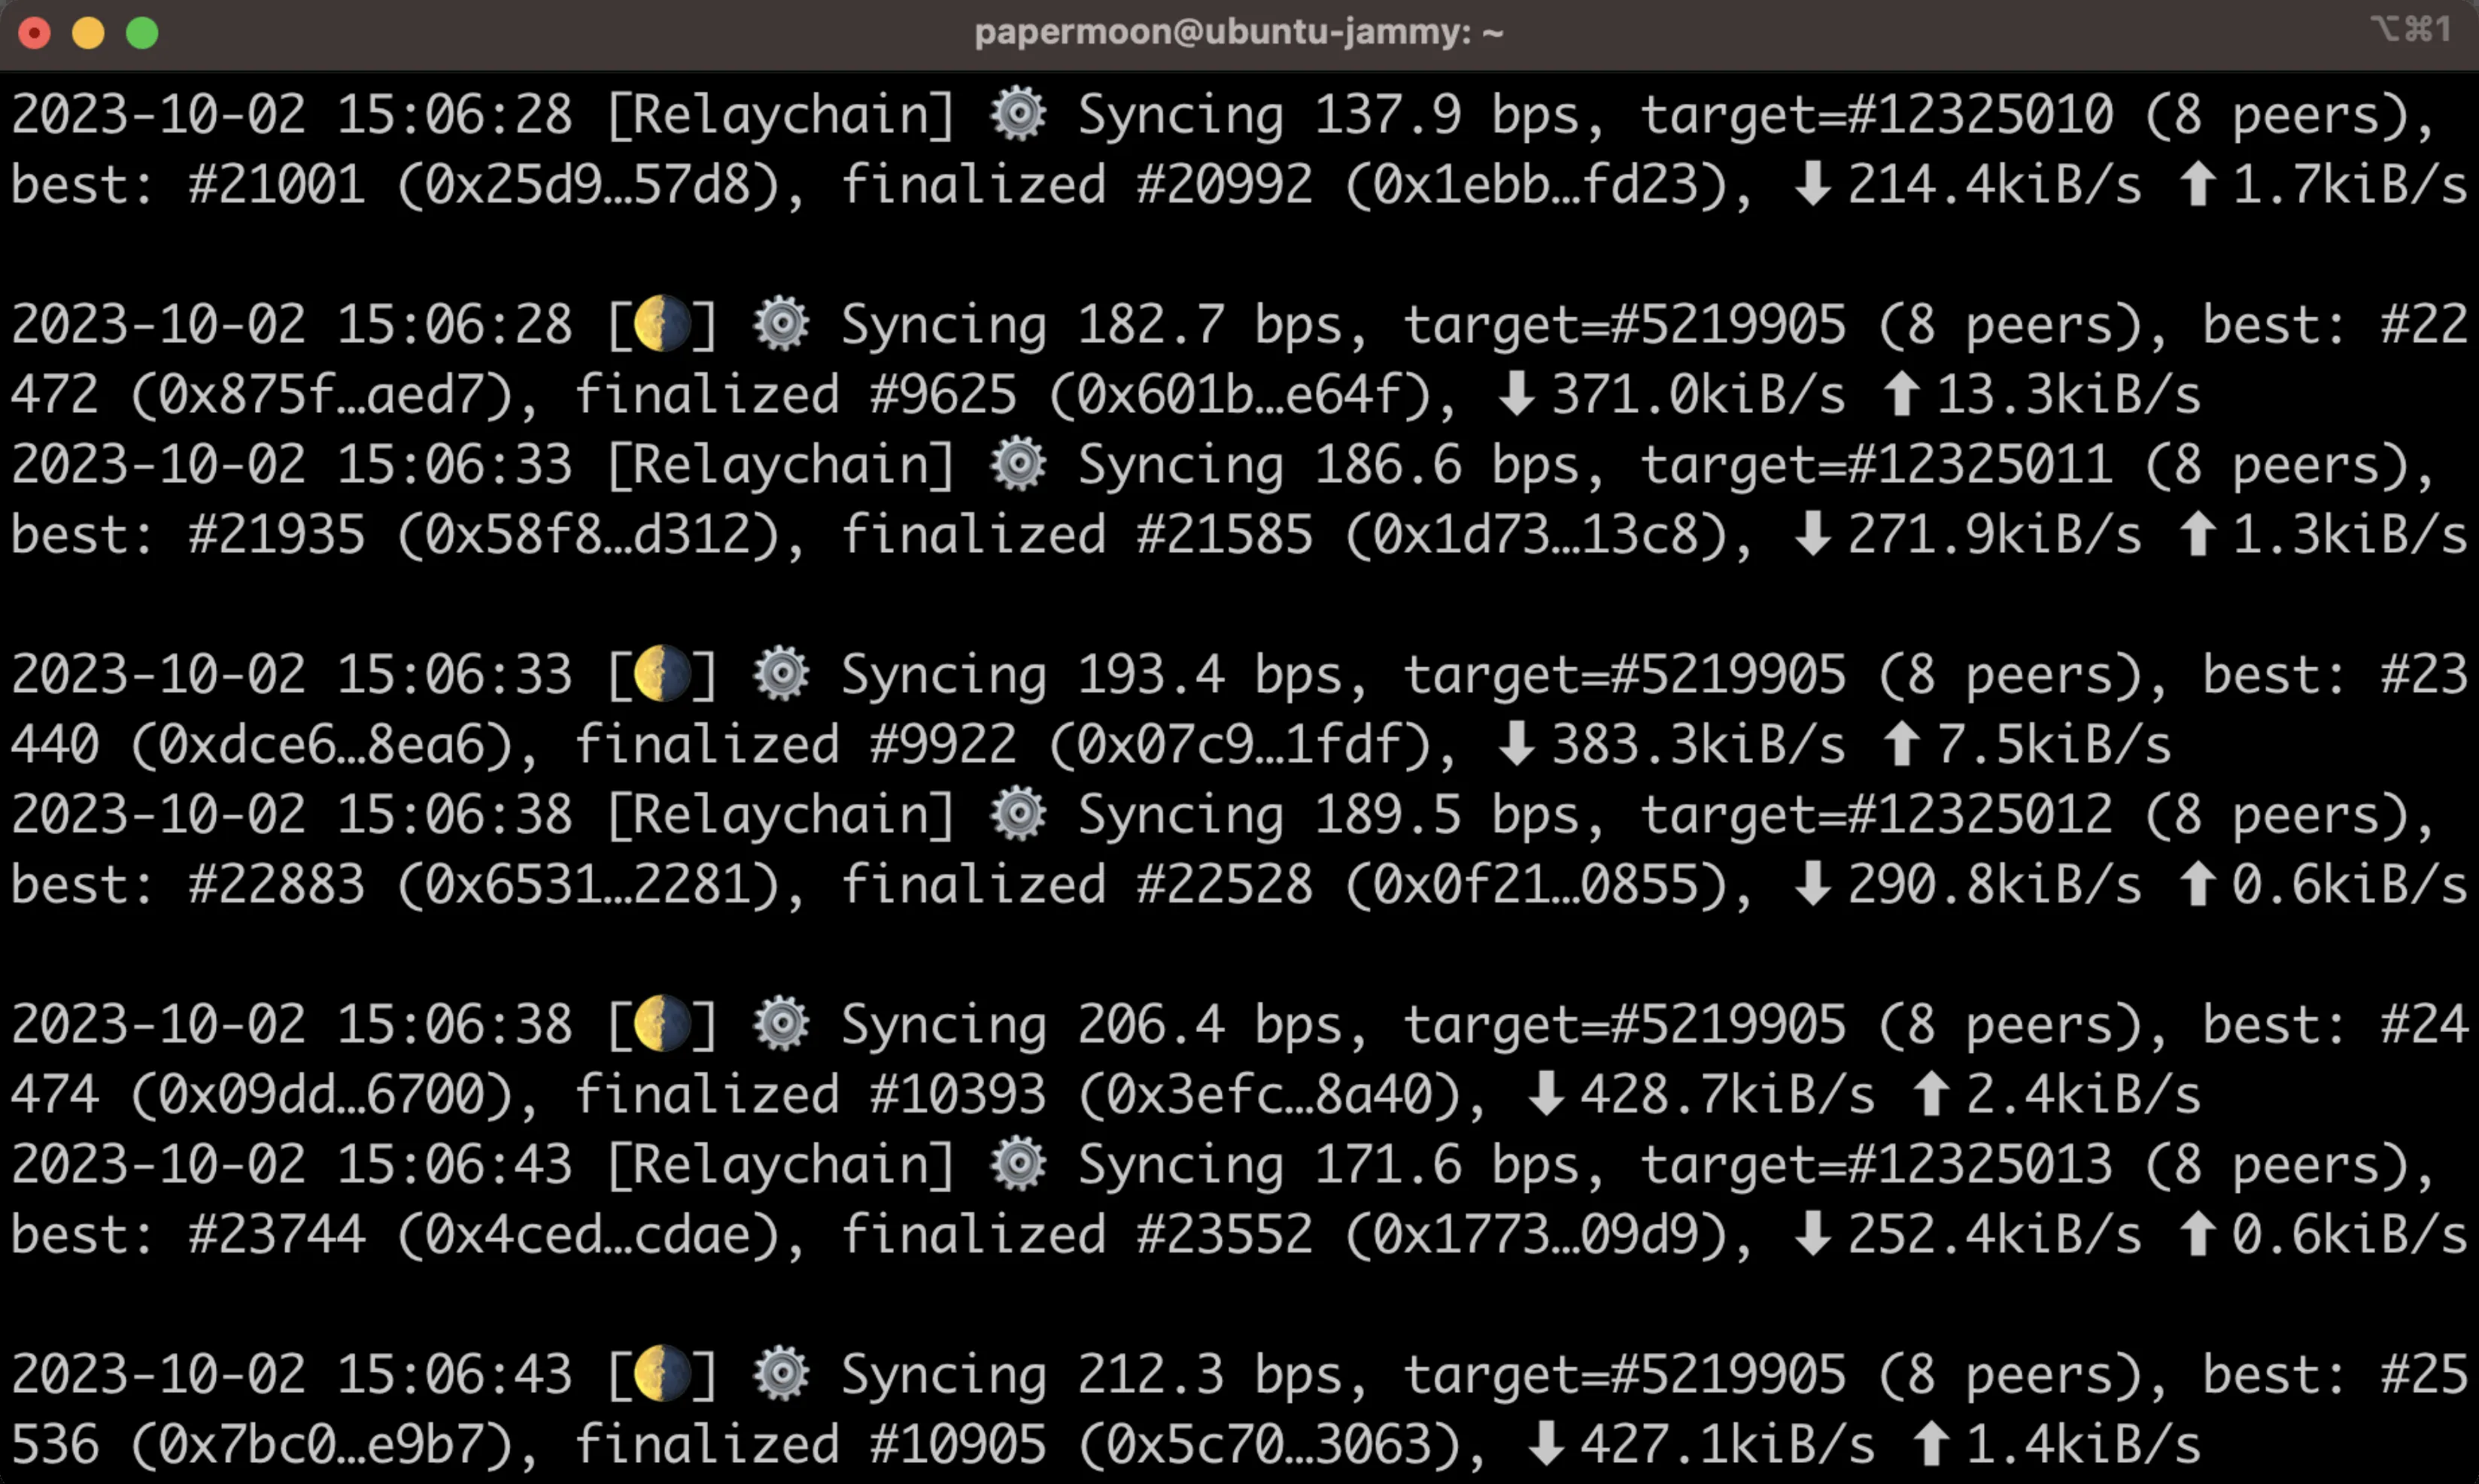 papermoon@ubuntu-jammy: ~
⌥⌘1
2023-10-02 15:06:28 [Relaychain] ⚙️ Syncing 137.9 bps, target=#12325010 (8 peers),
best: #21001 (0x25d9…57d8), finalized #20992 (0x1ebb…fd23), ⬇ 214.4kiB/s ⬆ 1.7kiB/s
2023-10-02 15:06:28 [🌗] ⚙️ Syncing 182.7 bps, target=#5219905 (8 peers), best: #22
472 (0x875f…aed7), finalized #9625 (0x601b…e64f), ⬇ 371.0kiB/s ⬆ 13.3kiB/s
2023-10-02 15:06:33 [Relaychain] ⚙️ Syncing 186.6 bps, target=#12325011 (8 peers),
best: #21935 (0x58f8…d312), finalized #21585 (0x1d73…13c8), ⬇ 271.9kiB/s ⬆ 1.3kiB/s
2023-10-02 15:06:33 [🌗] ⚙️ Syncing 193.4 bps, target=#5219905 (8 peers), best: #23
440 (0xdce6…8ea6), finalized #9922 (0x07c9…1fdf), ⬇ 383.3kiB/s ⬆ 7.5kiB/s
2023-10-02 15:06:38 [Relaychain] ⚙️ Syncing 189.5 bps, target=#12325012 (8 peers),
best: #22883 (0x6531…2281), finalized #22528 (0x0f21…0855), ⬇ 290.8kiB/s ⬆ 0.6kiB/s
2023-10-02 15:06:38 [🌗] ⚙️ Syncing 206.4 bps, target=#5219905 (8 peers), best: #24
474 (0x09dd…6700), finalized #10393 (0x3efc…8a40), ⬇ 428.7kiB/s ⬆ 2.4kiB/s
2023-10-02 15:06:43 [Relaychain] ⚙️ Syncing 171.6 bps, target=#12325013 (8 peers),
best: #23744 (0x4ced…cdae), finalized #23552 (0x1773…09d9), ⬇ 252.4kiB/s ⬆ 0.6kiB/s
2023-10-02 15:06:43 [🌗] ⚙️ Syncing 212.3 bps, target=#5219905 (8 peers), best: #25
536 (0x7bc0…e9b7), finalized #10905 (0x5c70…3063), ⬇ 427.1kiB/s ⬆ 1.4kiB/s